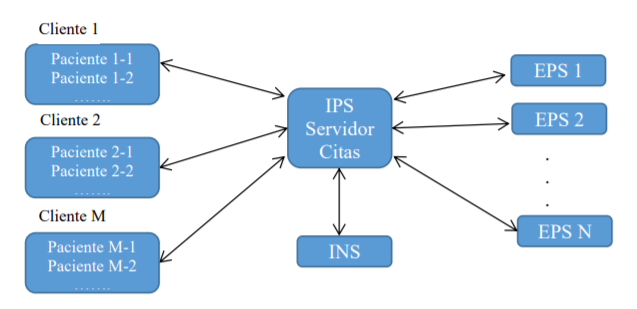 Cliente 1
Paciente 1-1
Paciente 1-2
.......
Cliente 2
Paciente 2-1
Paciente 2-2
.......
Cliente M
Paciente M-1
Paciente M-2
.......
IPS
Servidor
Citas
INS
EPS 1
EPS 2
.
.
.
EPS N